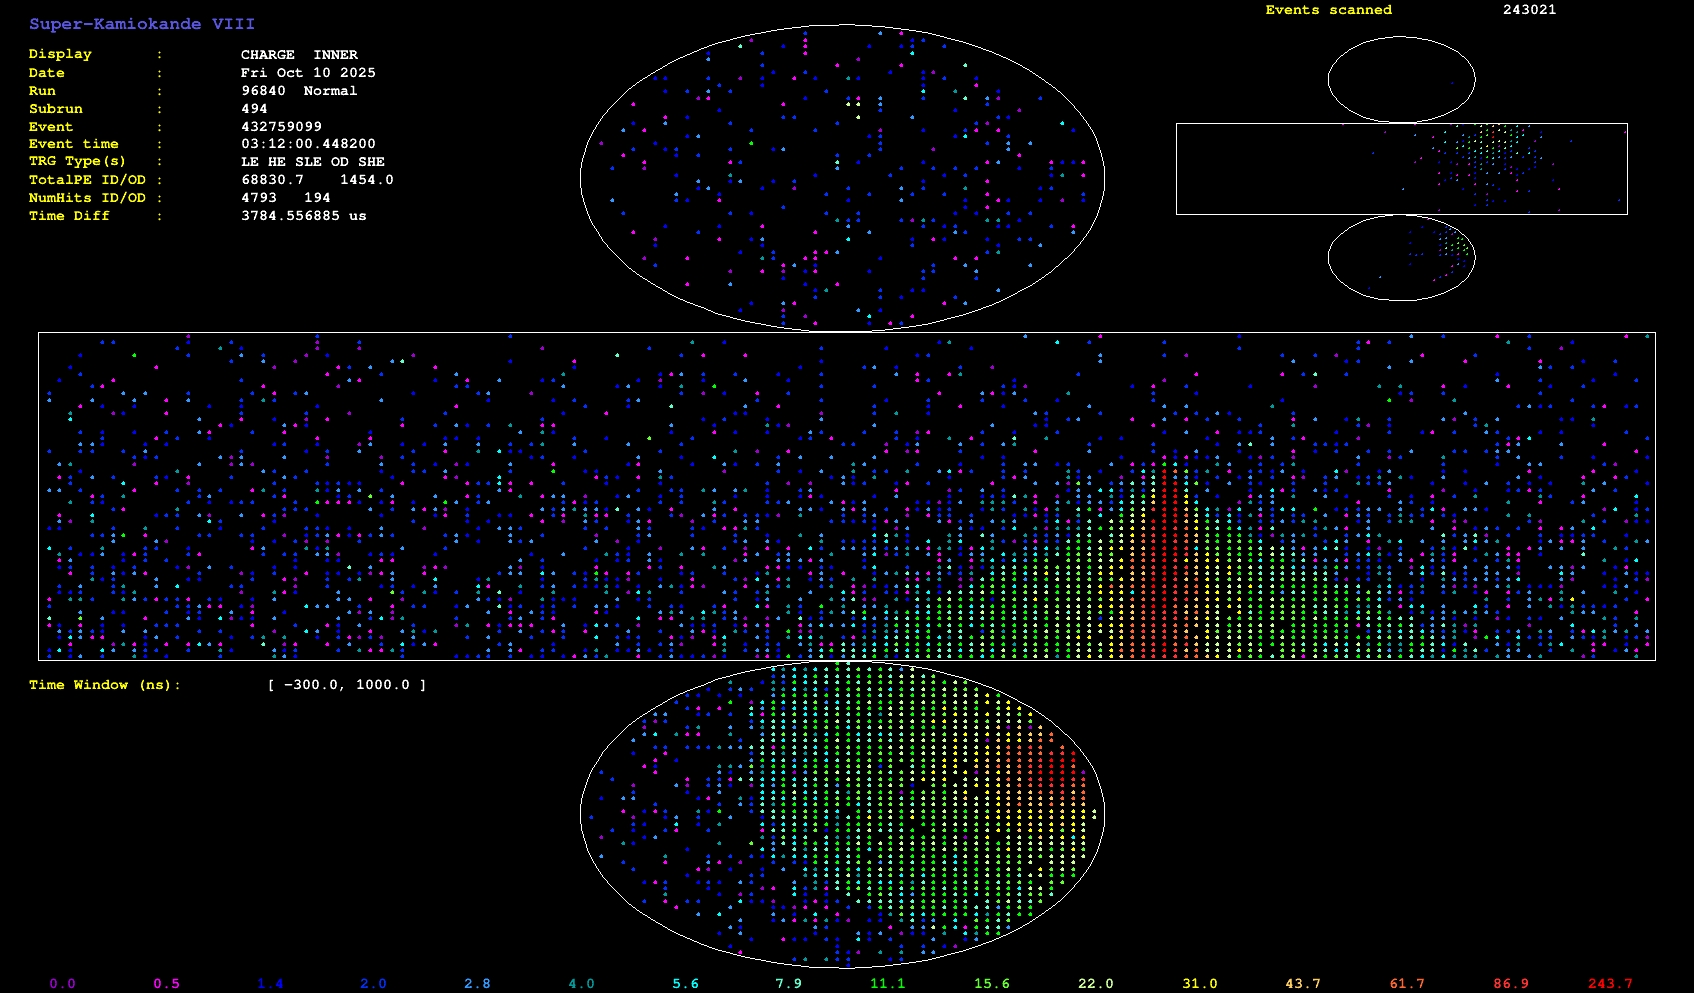 Super-Kamiokande VIII
Events scanned 243021
Display : CHARGE INNER
Date : Fri Oct 10 2025
Run : 96840 Normal
Subrun : 494
Event : 432759099
Event time : 03:12:00.448200
TRG Type(s) : LE HE SLE OD SHE
TotalPE ID/OD : 68830.7 1454.0
NumHits ID/OD : 4793 194
Time Diff : 3784.556885 us
Time Window (ns): [ -300.0, 1000.0 ]
0.0 0.5 1.4 2.0 2.8 4.0 5.6 7.9 11.1 15.6 22.0 31.0 43.7 61.7 86.9 243.7